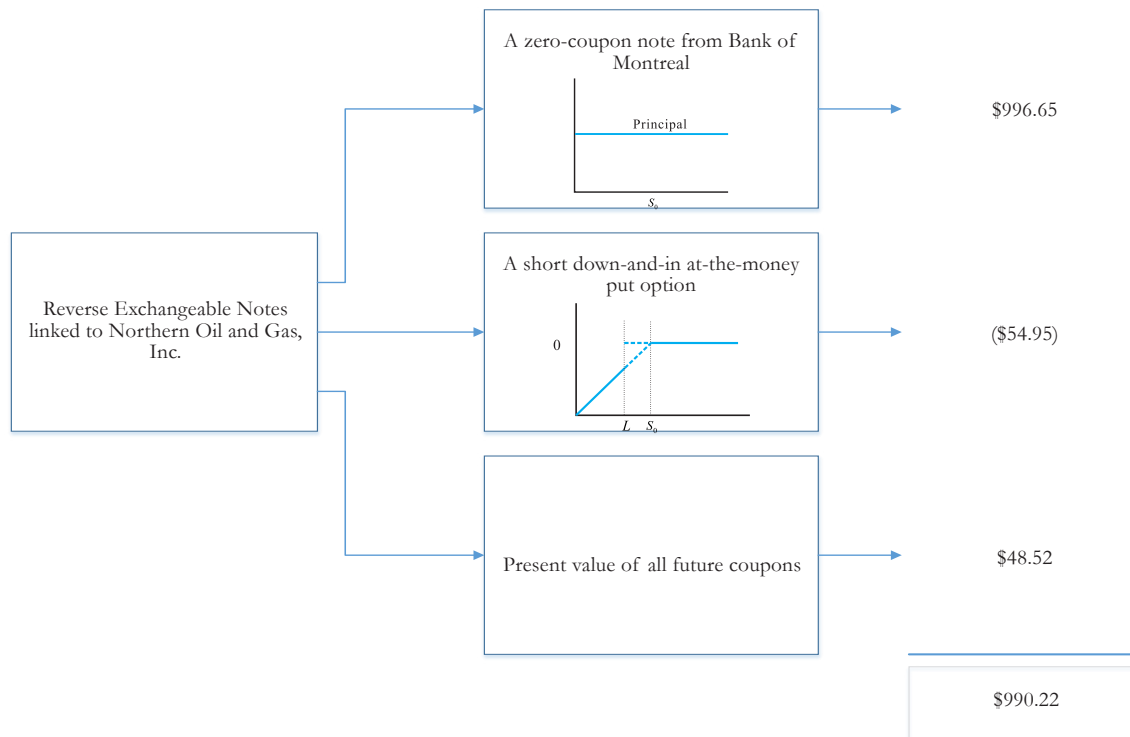 A zero-coupon note from Bank of
Montreal
Principal
S₀
$996.65
Reverse Exchangeable Notes
linked to Northern Oil and Gas,
Inc.
A short down-and-in at-the-money
put option
0
L S₀
($54.95)
Present value of all future coupons
$48.52
$990.22